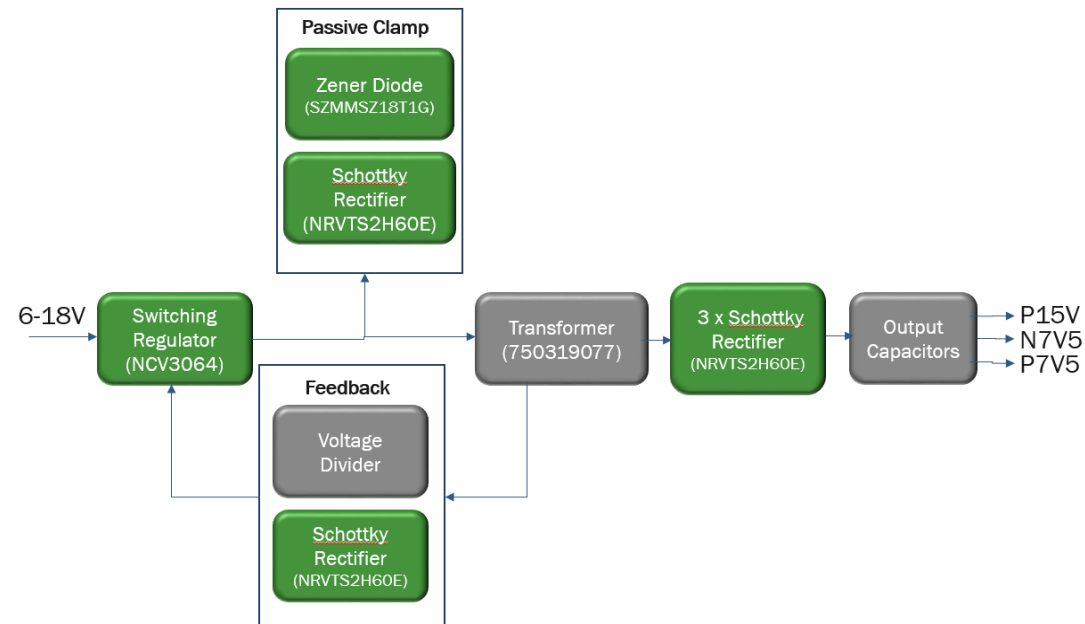 Passive Clamp
Zener Diode
(SZMMSZ18T1G)
Schottky
Rectifier
(NRVTS2H60E)
6-18V
Switching
Regulator
(NCV3064)
Transformer
(750319077)
3 x Schottky
Rectifier
(NRVTS2H60E)
Output
Capacitors
P15V
N7V5
P7V5
Feedback
Voltage
Divider
Schottky
Rectifier
(NRVTS2H60E)